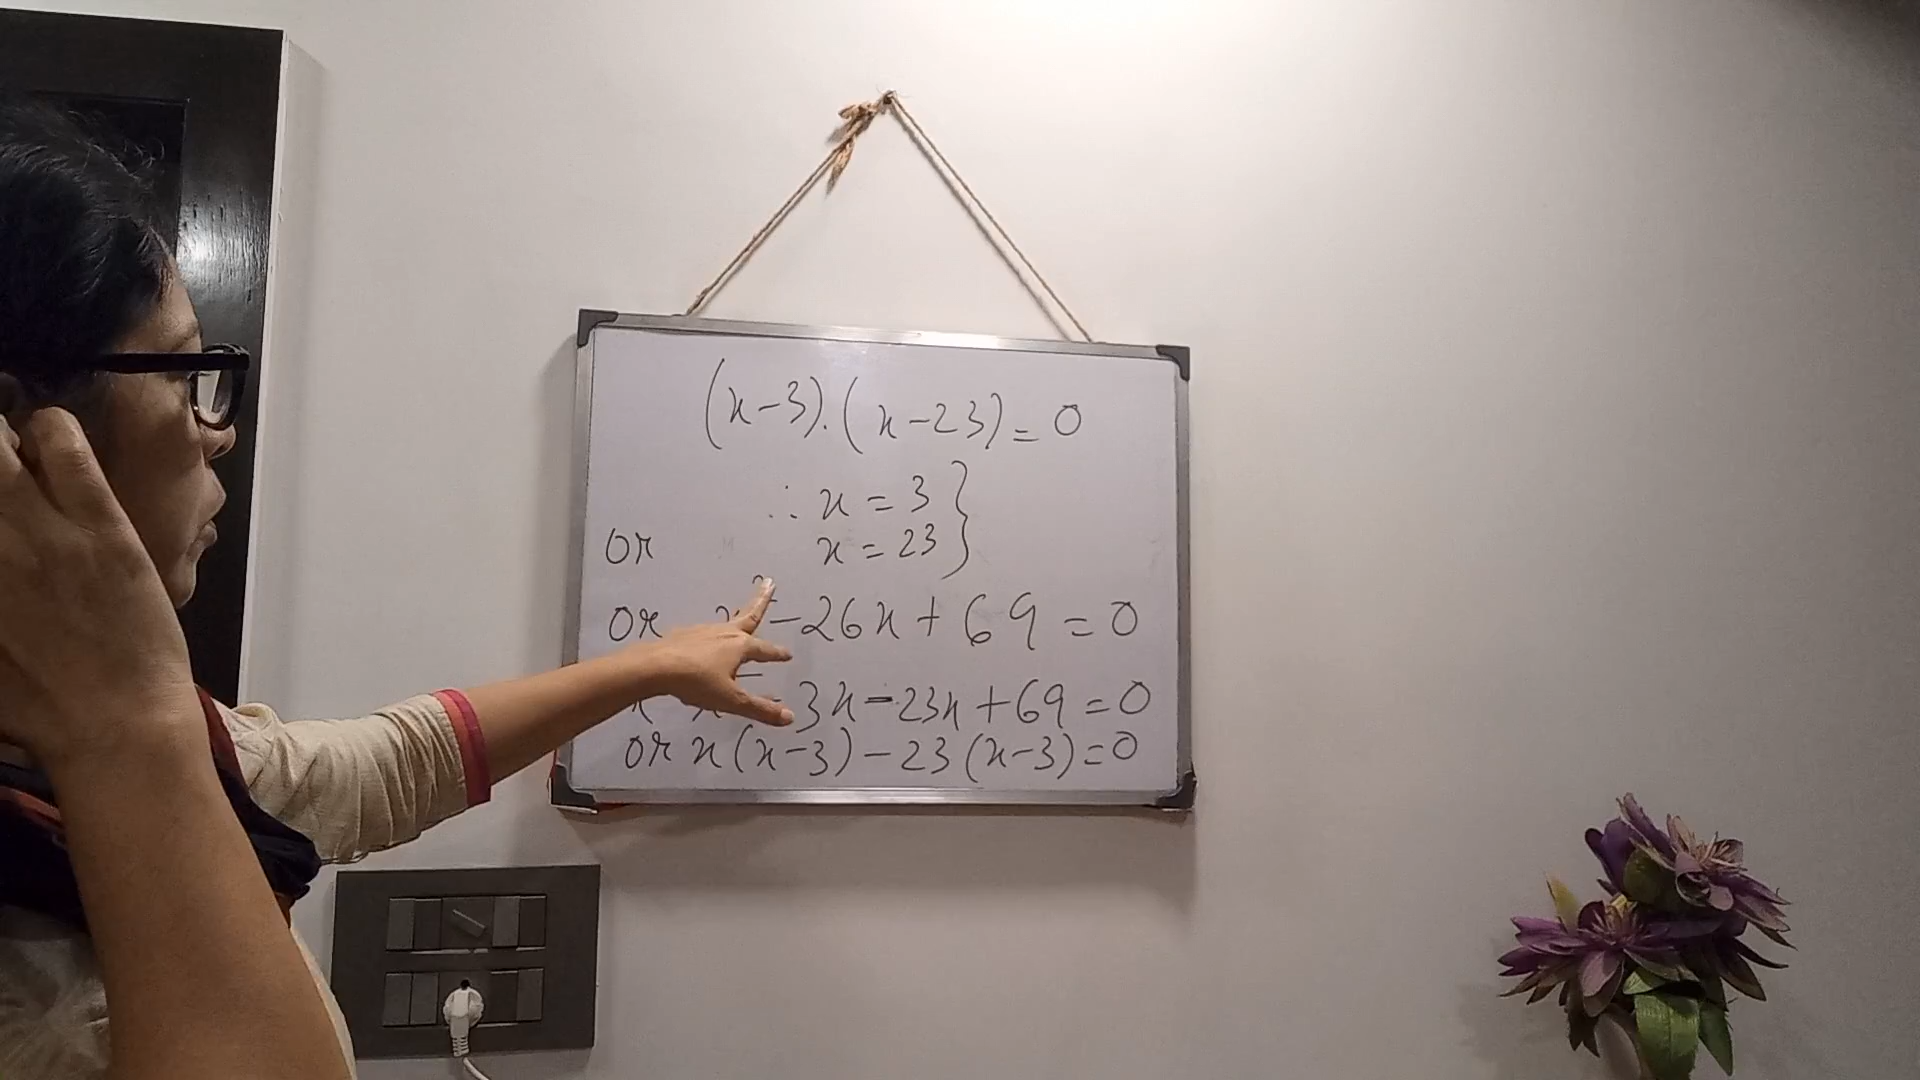 (x-3).(x-23)=0
∴ x = 3 }
or x = 23 }
or -26x+69=0
3x-23x+69=0
or x(x-3)-23(x-3)=0